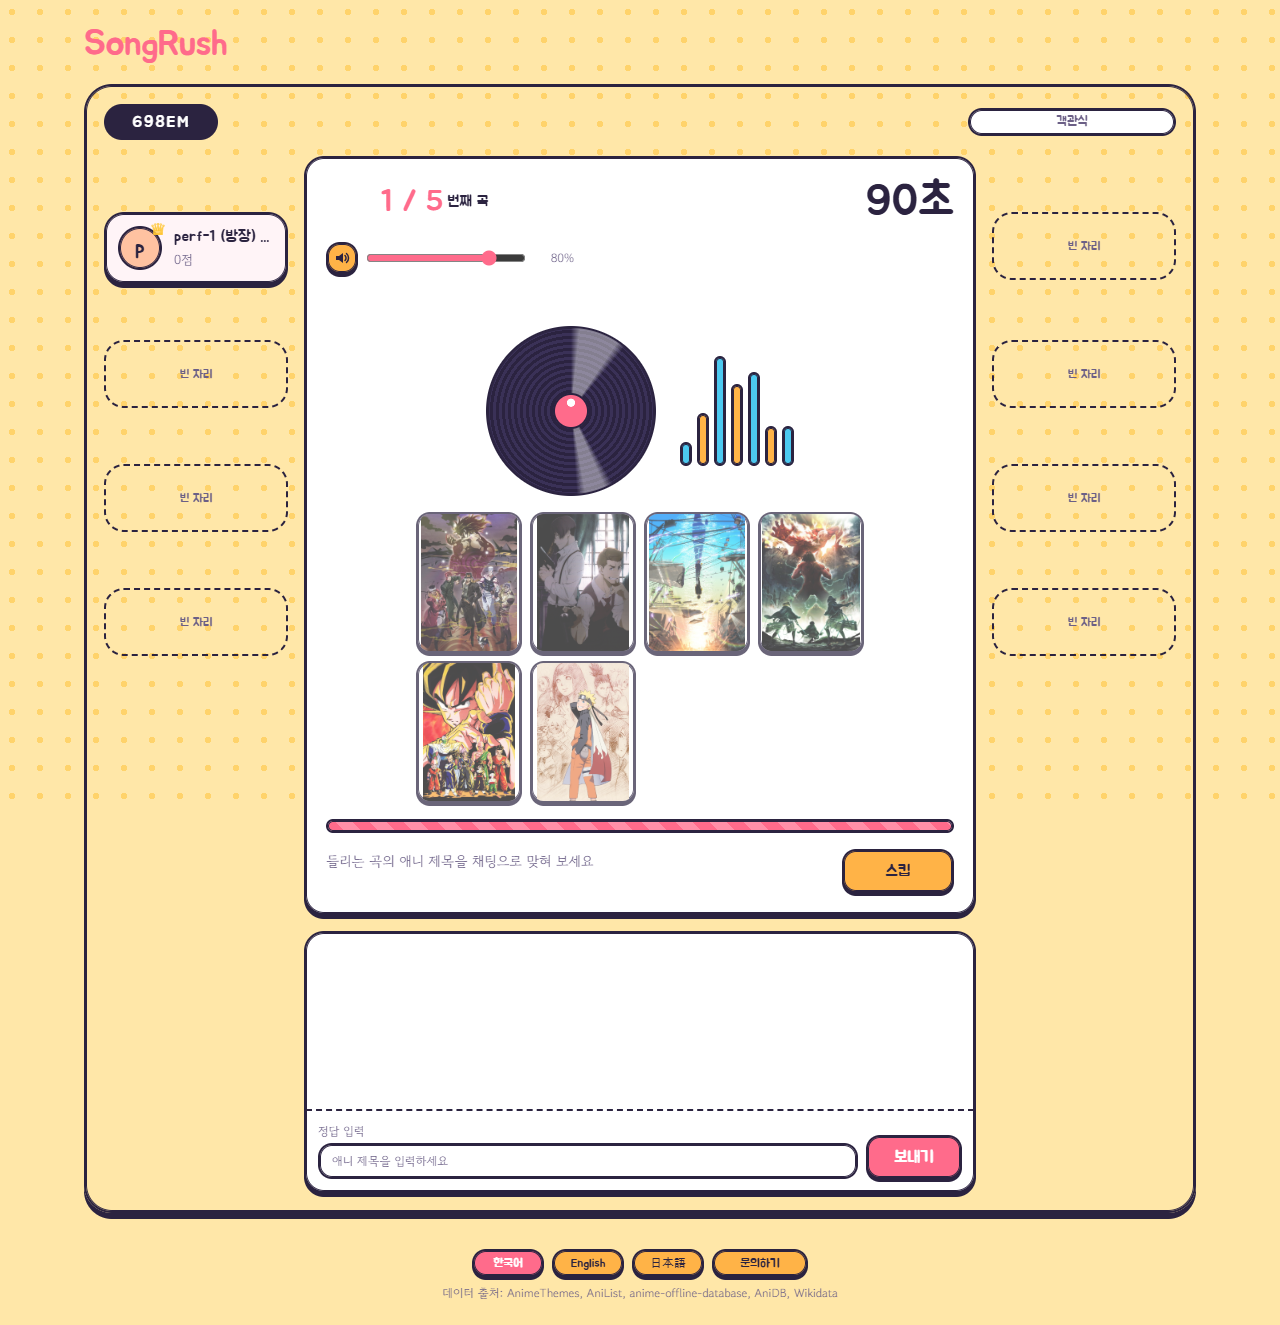 SongRush
698EM
객관식
1 / 5 번째 곡
90초
P
perf-1 (방장) ...
0점
80%
빈 자리
빈 자리
빈 자리
빈 자리
빈 자리
빈 자리
빈 자리
들리는 곡의 애니 제목을 채팅으로 맞혀 보세요
스킵
정답 입력
애니 제목을 입력하세요
보내기
한국어
English
日本語
문의하기
데이터 출처: AnimeThemes, AniList, anime-offline-database, AniDB, Wikidata